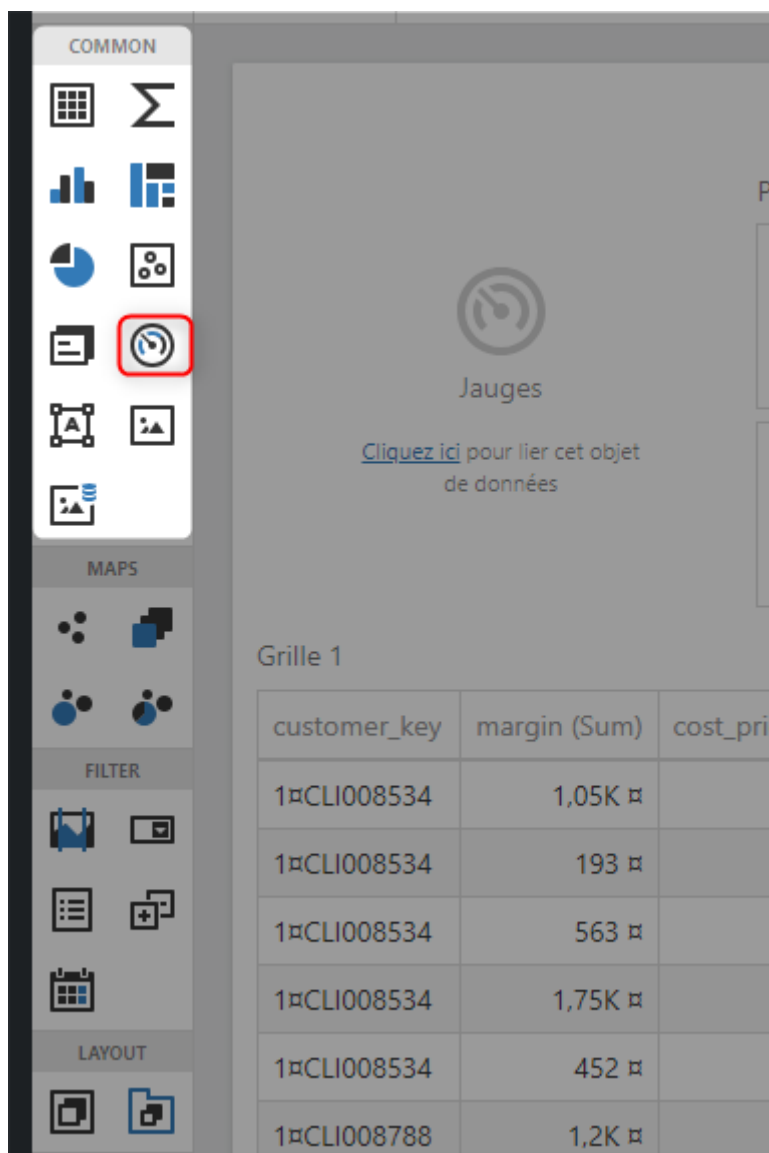 COMMON
P
Jauges
Cliquez ici pour lier cet objet
de données
MAPS
Grille 1
customer_key margin (Sum) cost_pri
FILTER
1¤CLI008534 1,05K ¤
1¤CLI008534 193 ¤
1¤CLI008534 563 ¤
1¤CLI008534 1,75K ¤
LAYOUT
1¤CLI008534 452 ¤
1¤CLI008788 1,2K ¤